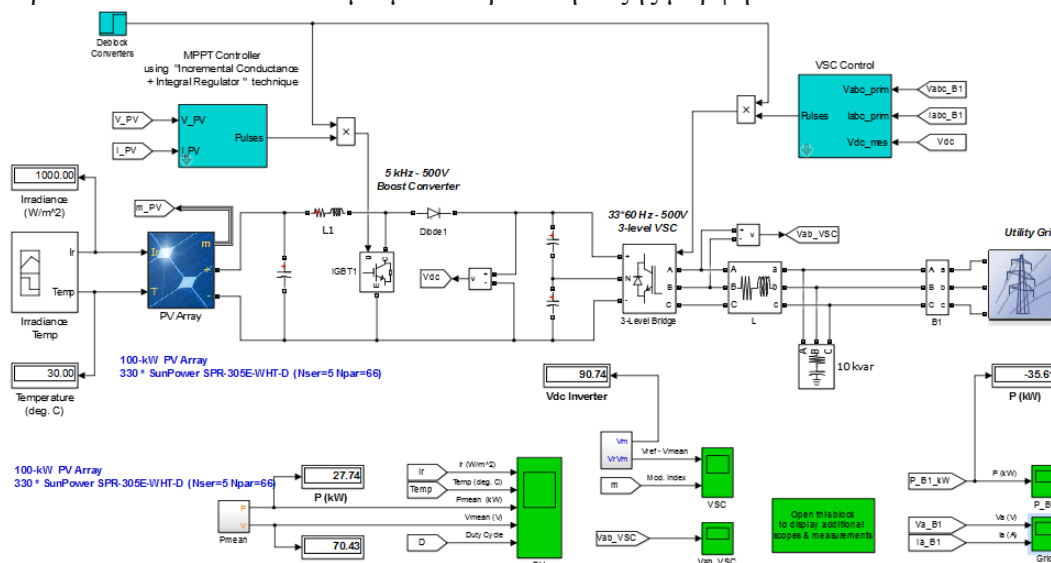 Deblock
Converters
MPPT Controller
using "Incremental Conductance
+ Integral Regulator" technique
VSC Control
V_PV
I_PV
V_PV
I_PV
Pulses
×
×
Pulses
Vabc_prim
Iabc_prim
Vdc_mes
Vabc_B1
Iabc_B1
Vdc
1000.00
Irradiance
(W/m^2)
m_PV
5 kHz - 500V
Boost Converter
L1
Diode1
33*60 Hz - 500V
3-level VSC
v
Vab_VSC
Utility Gri
Ir
Temp
Irradiance
Temp
Ir
T
m
+
-
PV Array
IGBT1
g
C
E
Vdc
v
+
-
+
N
-
A
B
C
3-Level Bridge
A
B
C
a
b
c
L
A
B
C
a
b
c
B1
A
B
C
10 kvar
30.00
Temperature
(deg. C)
100-kW PV Array
330 * SunPower SPR-305E-WHT-D (Nser=5 Npar=66)
90.74
Vdc Inverter
-35.61
P (kW)
100-kW PV Array
330 * SunPower SPR-305E-WHT-D (Nser=5 Npar=66)
27.74
P (kW)
P
V
Pmean
70.43
Ir
Temp
D
Ir (W/m^2)
Temp (deg. C)
Pmean (kW)
Vmean (V)
Duty Cycle
Vm
VrVm
m
Vref - Vmean
Mod. Index
VSC
Vab_VSC
Vab_VSC
Open this block
to display additional
scopes & measurements
P_B1_kW
P (kW)
P_B
Va_B1
Ia_B1
Va (V)
Ia (A)
Gri